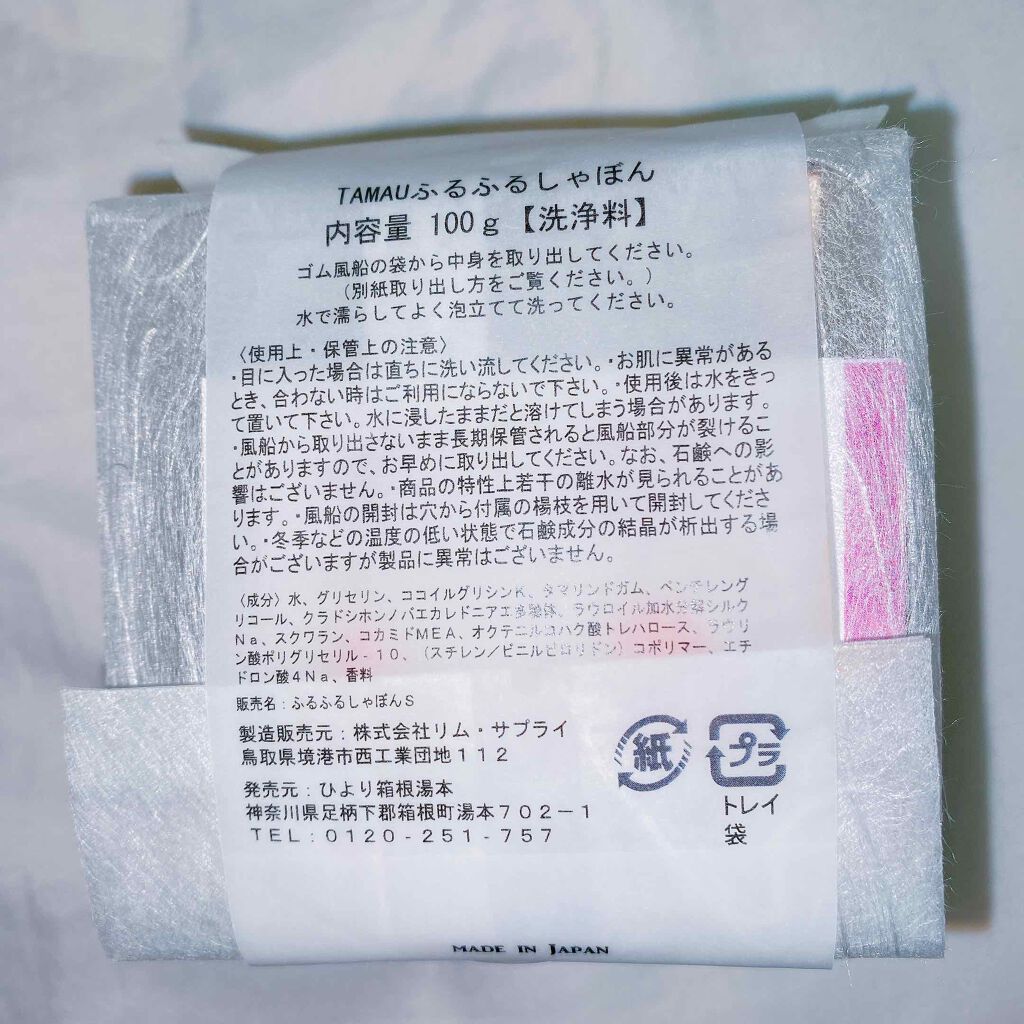 TAMAUふるふるしゃぼん
内容量 100g【洗浄料】
ゴム風船の袋から中身を取り出してください。
（別紙取り出し方をご覧ください。）
水で濡らしてよく泡立てて洗ってください。
〈使用上・保管上の注意〉
・目に入った場合は直ちに洗い流してください。・お肌に異常がある
とき、合わない時はご利用にならないで下さい。・使用後は水をきっ
て置いて下さい。水に浸したままだと溶けてしまう場合があります。
・風船から取り出さないまま長期保管されると風船部分が裂けるこ
とがありますので、お早めに取り出してください。なお、石鹸への影
響はございません。・商品の特性上若干の離水が見られることがあ
ります。・風船の開封は穴から付属の楊枝を用いて開封してくださ
い。・冬季などの温度の低い状態で石鹸成分の結晶が析出する場
合がございますが製品に異常はございません。
〈成分〉水、グリセリン、ココイルグリシンK、タマリンドガム、ペンチレング
リコール、クラドシホンノバエカレドニアエ多糖体、ラウロイル加水分解シルク
Na、スクワラン、コカミドMEA、オクテニルコハク酸トレハロース、ラウリ
ン酸ポリグリセリル-10、（スチレン/ビニルピロリドン）コポリマー、エチ
ドロン酸4Na、香料
販売名：ふるふるしゃぼんS
製造販売元：株式会社リム・サプライ
鳥取県境港市西工業団地112
発売元：ひより箱根湯本
神奈川県足柄下郡箱根町湯本702-1
TEL：0120-251-757
紙
プラ
トレイ
袋
MADE IN JAPAN